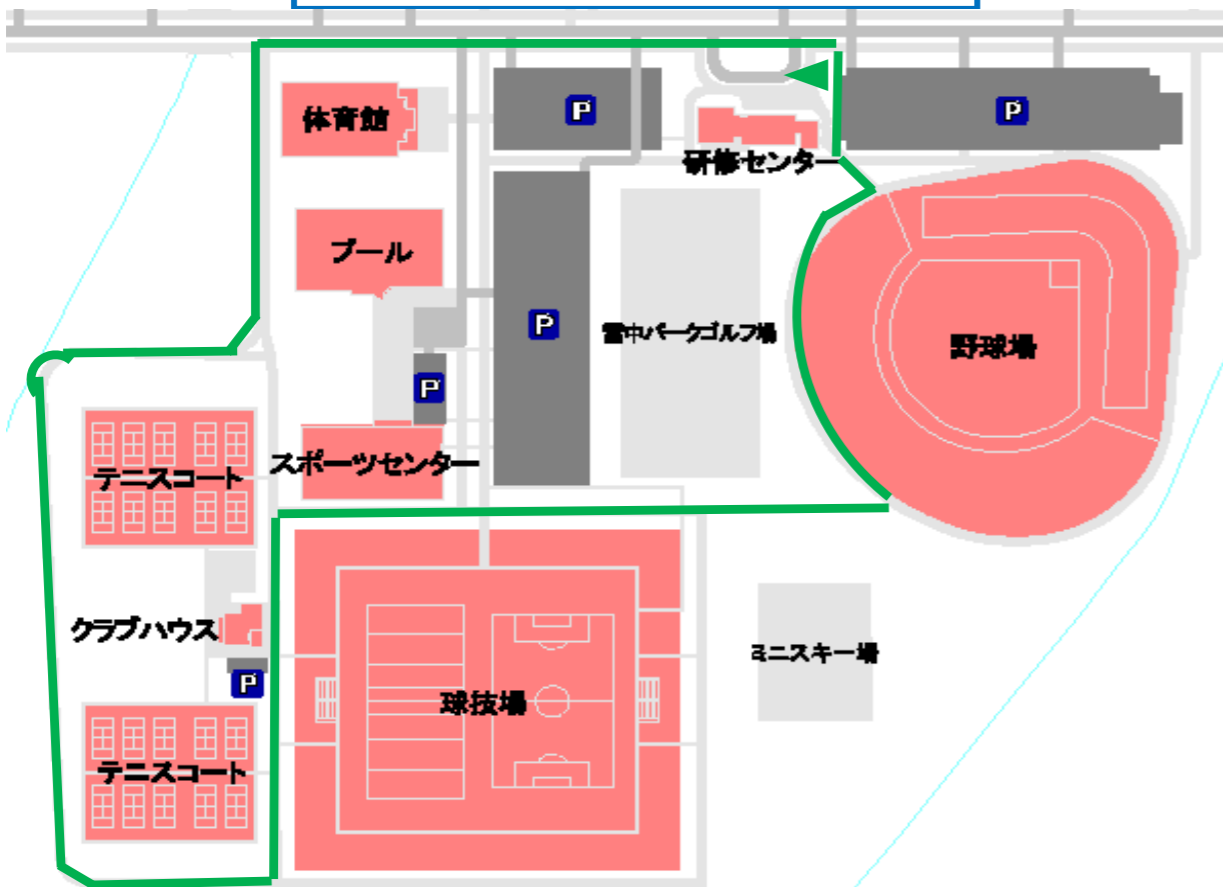 体育館
P
P
研修センター
プール
P
雪中パークゴルフ場
野球場
P
スポーツセンター
テニスコート
クラブハウス
P
球技場
ミニスキー場
テニスコート